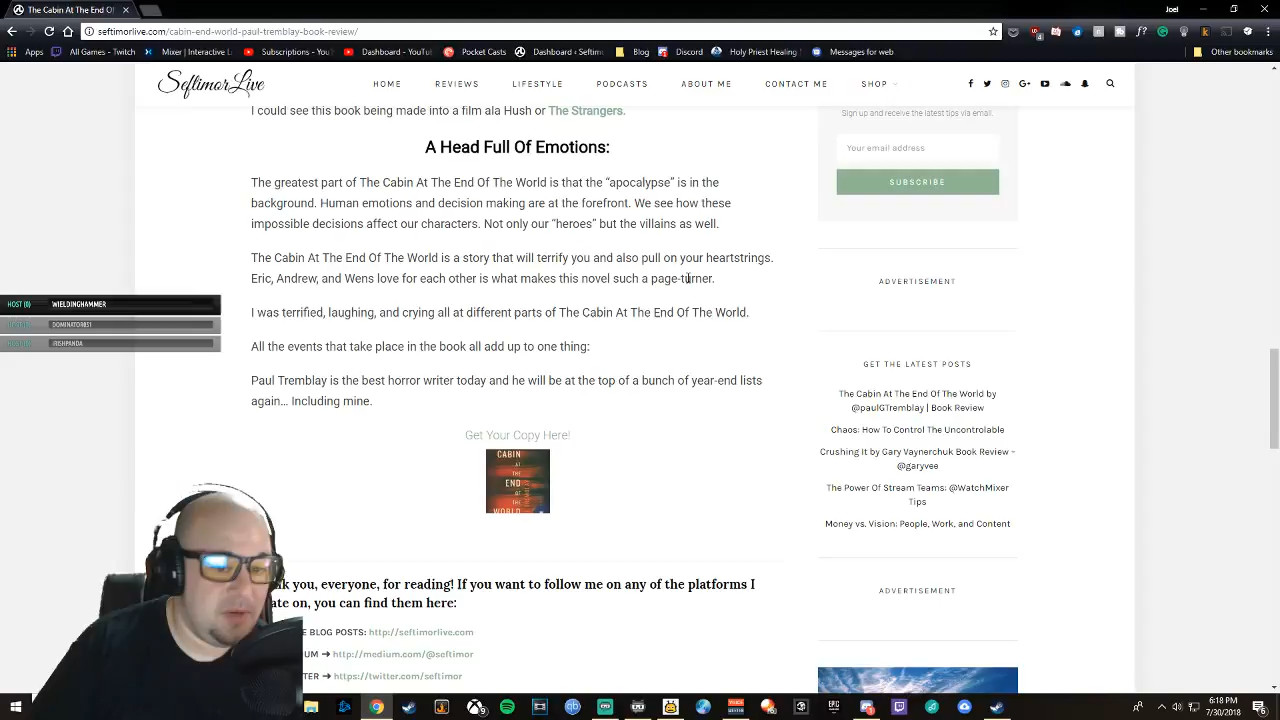 The Cabin At The End Of The W
Joel
seftimorlive.com/cabin-end-world-paul-tremblay-book-review/
Apps
All Games - Twitch
Mixer | Interactive L
Subscriptions - YouT
Dashboard - YouTu
Pocket Casts
Dashboard ‹ Seftimo
Blog
Discord
Holy Priest Healing
Messages for web
Other bookmarks
SeftimorLive
HOME
REVIEWS
LIFESTYLE
PODCASTS
ABOUT ME
CONTACT ME
SHOP
I could see this book being made into a film ala Hush or The Strangers.
A Head Full Of Emotions:
The greatest part of The Cabin At The End Of The World is that the “apocalypse” is in the
background. Human emotions and decision making are at the forefront. We see how these
impossible decisions affect our characters. Not only our “heroes” but the villains as well.
The Cabin At The End Of The World is a story that will terrify you and also pull on your heartstrings.
Eric, Andrew, and Wens love for each other is what makes this novel such a page-turner.
I was terrified, laughing, and crying all at different parts of The Cabin At The End Of The World.
All the events that take place in the book all add up to one thing:
Paul Tremblay is the best horror writer today and he will be at the top of a bunch of year-end lists
again… Including mine.
Get Your Copy Here!
CABIN
AT
THE
END
OF
THE
WORLD
Thank you, everyone, for reading! If you want to follow me on any of the platforms I
create on, you can find them here:
BLOG POSTS: http://seftimorlive.com
➜ http://medium.com/@seftimor
➜ https://twitter.com/seftimor
Sign up and receive the latest tips via email.
Your email address
SUBSCRIBE
ADVERTISEMENT
GET THE LATEST POSTS
The Cabin At The End Of The World by
@paulGTremblay | Book Review
Chaos: How To Control The Uncontrolable
Crushing It by Gary Vaynerchuk Book Review ~
@garyvee
The Power Of Stream Teams: @WatchMixer
Tips
Money vs. Vision: People, Work, and Content
ADVERTISEMENT
HOST (0) WIELDINGHAMMER
DOMINATOR851
IRISHPANDA
6:18 PM
7/30/2018